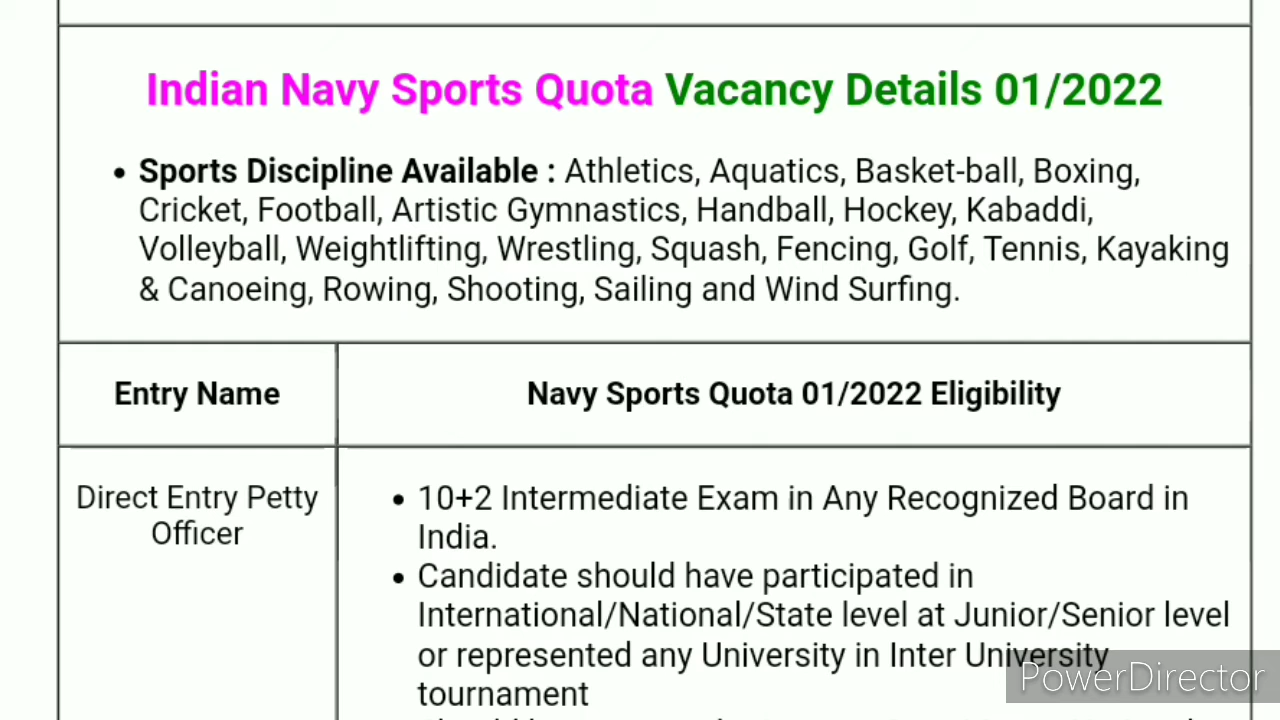 Indian Navy Sports Quota Vacancy Details 01/2022
• Sports Discipline Available : Athletics, Aquatics, Basket-ball, Boxing,
Cricket, Football, Artistic Gymnastics, Handball, Hockey, Kabaddi,
Volleyball, Weightlifting, Wrestling, Squash, Fencing, Golf, Tennis, Kayaking
& Canoeing, Rowing, Shooting, Sailing and Wind Surfing.
Entry Name
Navy Sports Quota 01/2022 Eligibility
Direct Entry Petty
Officer
• 10+2 Intermediate Exam in Any Recognized Board in
India.
• Candidate should have participated in
International/National/State level at Junior/Senior level
or represented any University in Inter University
tournament
PowerDirector